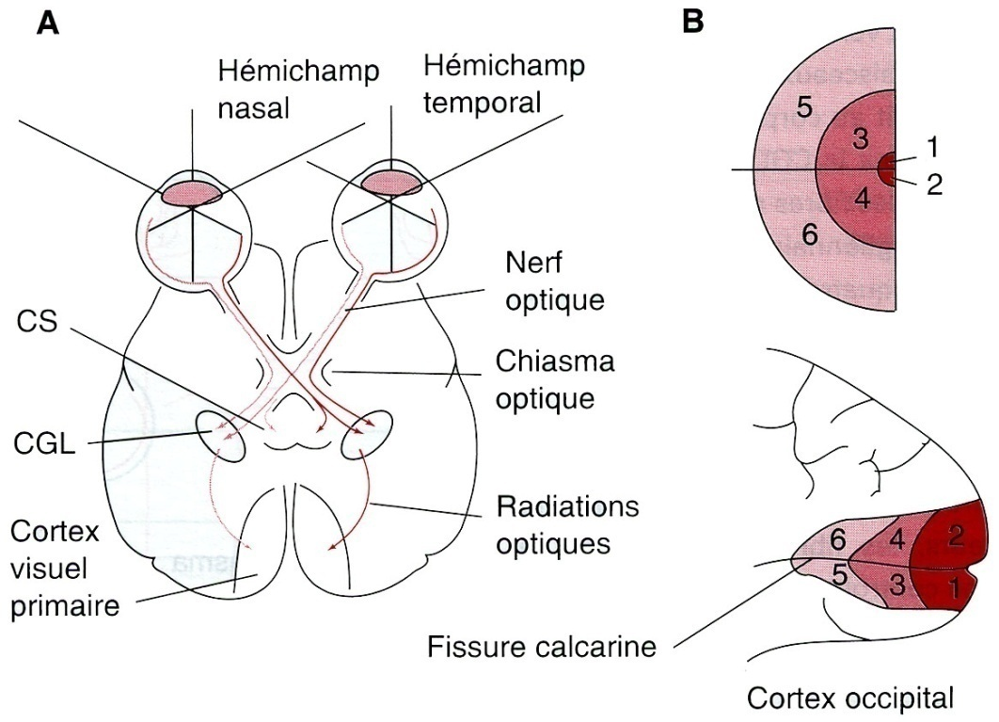 A
B
Hémichamp
nasal
Hémichamp
temporal
5
3
1
2
4
6
Nerf
optique
CS
Chiasma
optique
CGL
Radiations
optiques
Cortex
visuel
primaire
6
4
2
5
3
1
Fissure calcarine
Cortex occipital